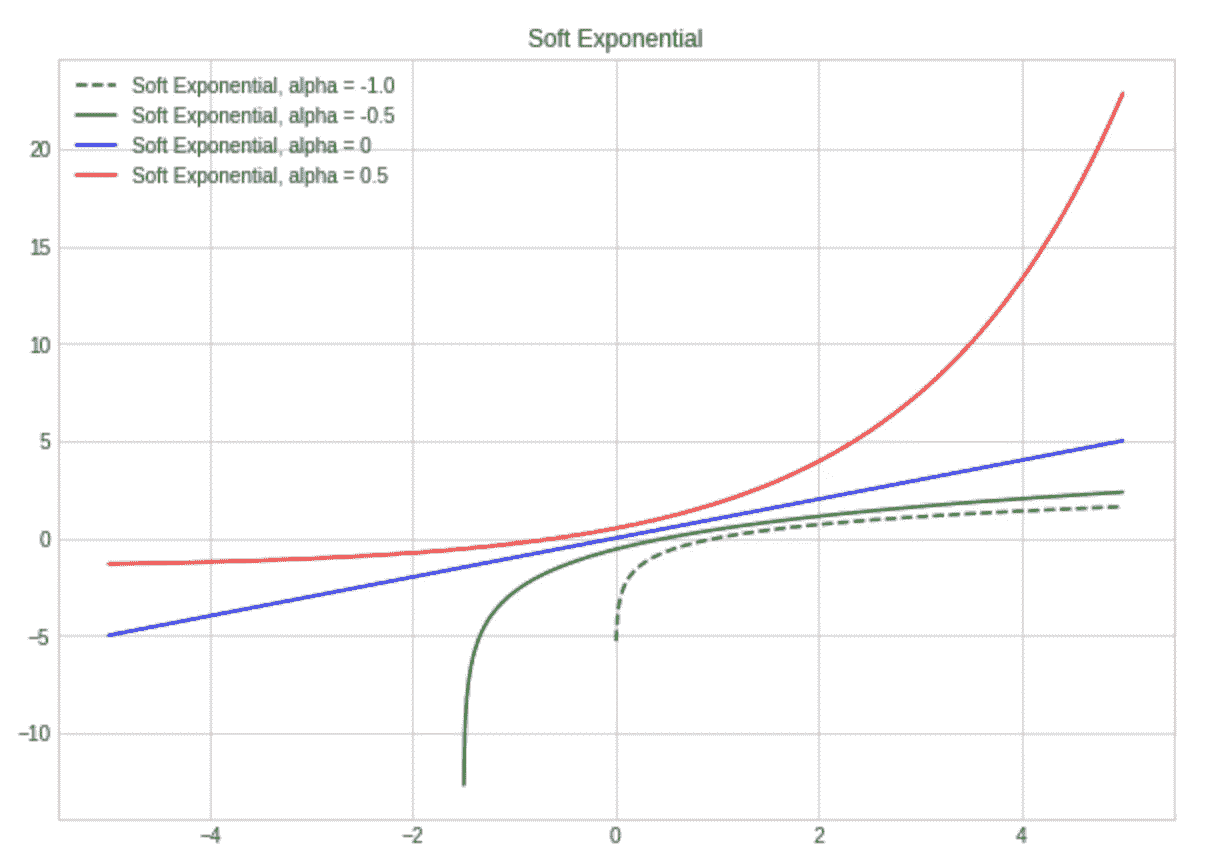 Soft Exponential
Soft Exponential, alpha = -1.0
Soft Exponential, alpha = -0.5
Soft Exponential, alpha = 0
Soft Exponential, alpha = 0.5
20
15
10
5
0
−5
−10
−4 −2 0 2 4